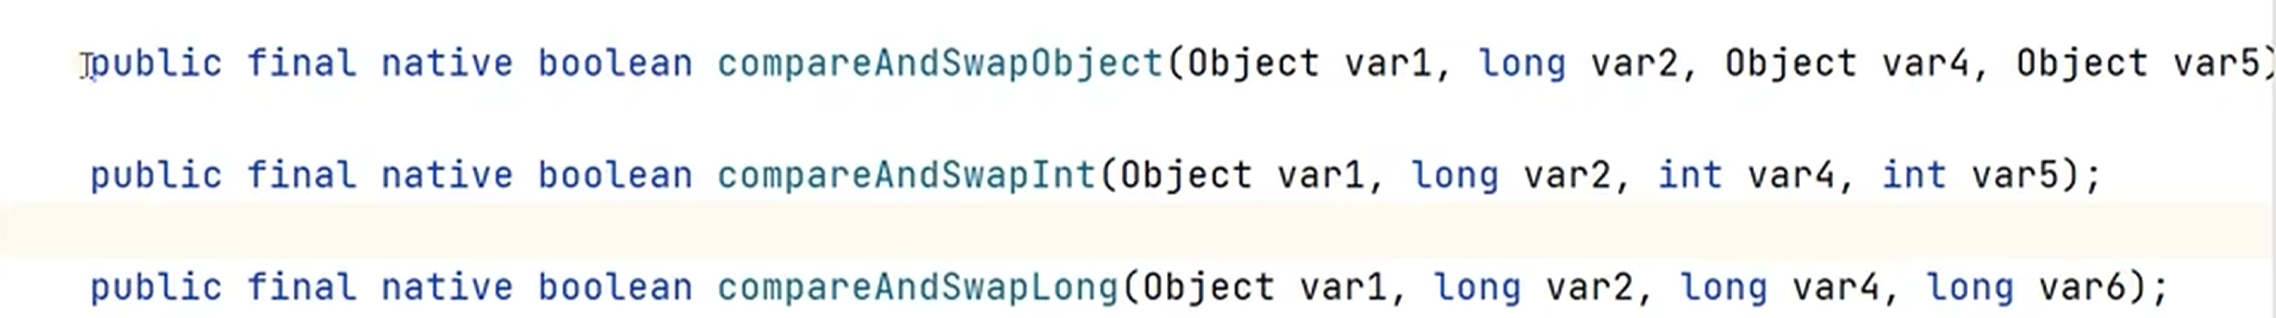 public final native boolean compareAndSwapObject(Object var1, long var2, Object var4, Object var5)
public final native boolean compareAndSwapInt(Object var1, long var2, int var4, int var5);
public final native boolean compareAndSwapLong(Object var1, long var2, long var4, long var6);